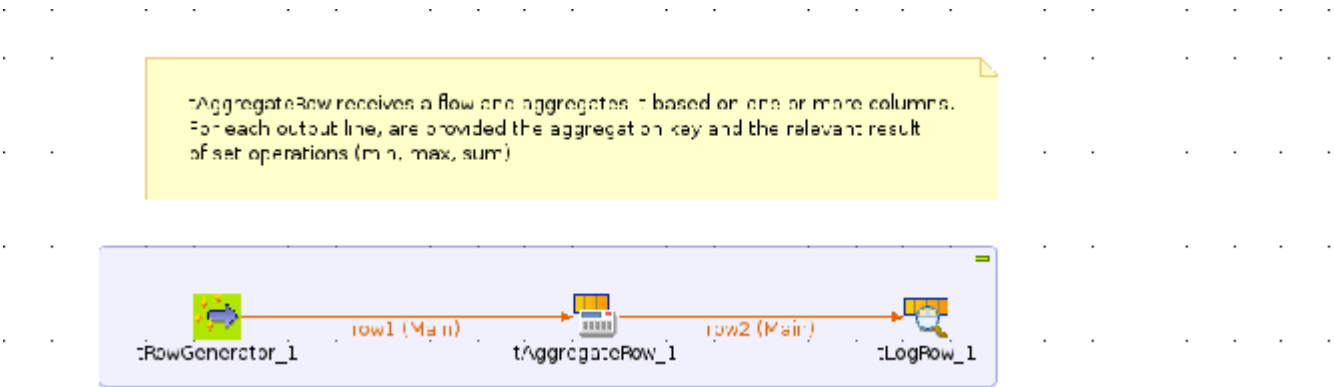 tAggregateRow receives a flow and aggregates it based on one or more columns.
For each output line, are provided the aggregation key and the relevant result
of set operations (min, max, sum)
row1 (Main)
row2 (Main)
tRowGenerator_1
tAggregateRow_1
tLogRow_1